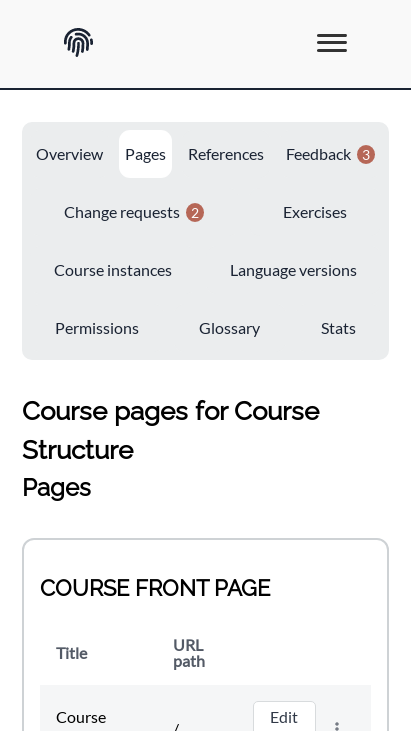 Overview Pages References Feedback 3
Change requests 2 Exercises
Course instances Language versions
Permissions Glossary Stats
Course pages for Course
Structure
Pages
COURSE FRONT PAGE
Title URL
path
Course / Edit